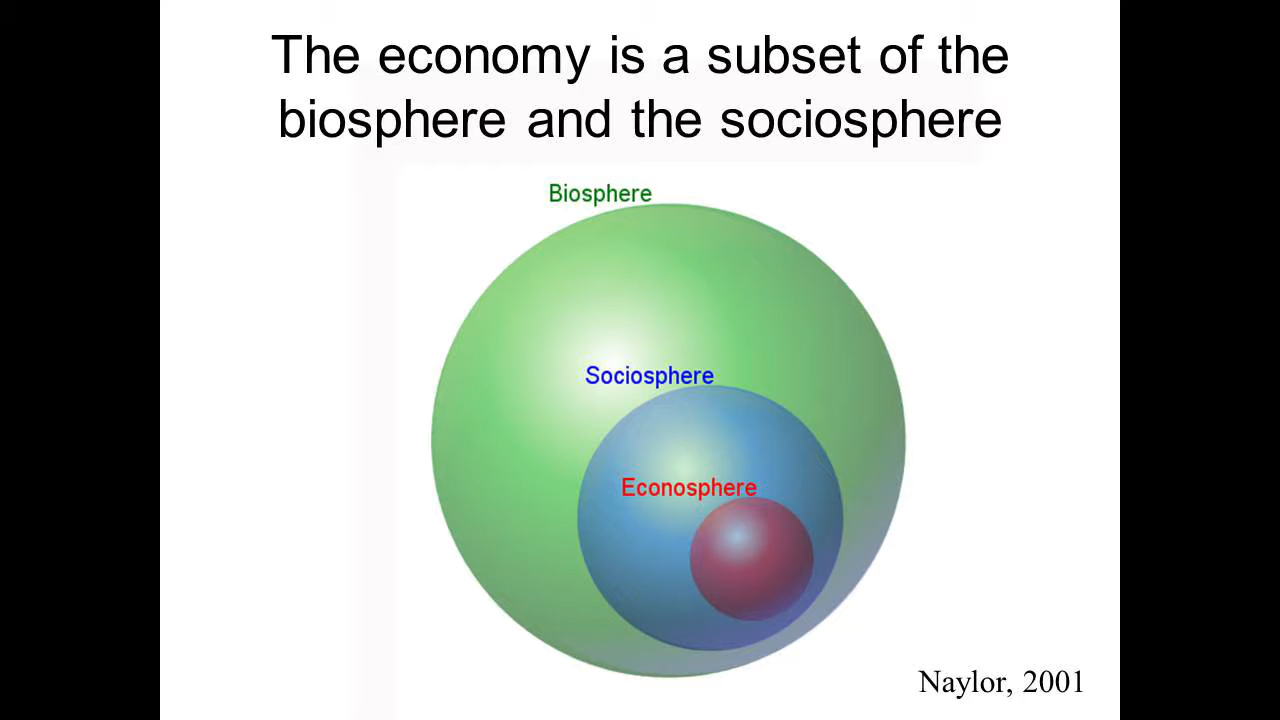 The economy is a subset of the
biosphere and the sociosphere
Biosphere
Sociosphere
Econosphere
Naylor, 2001